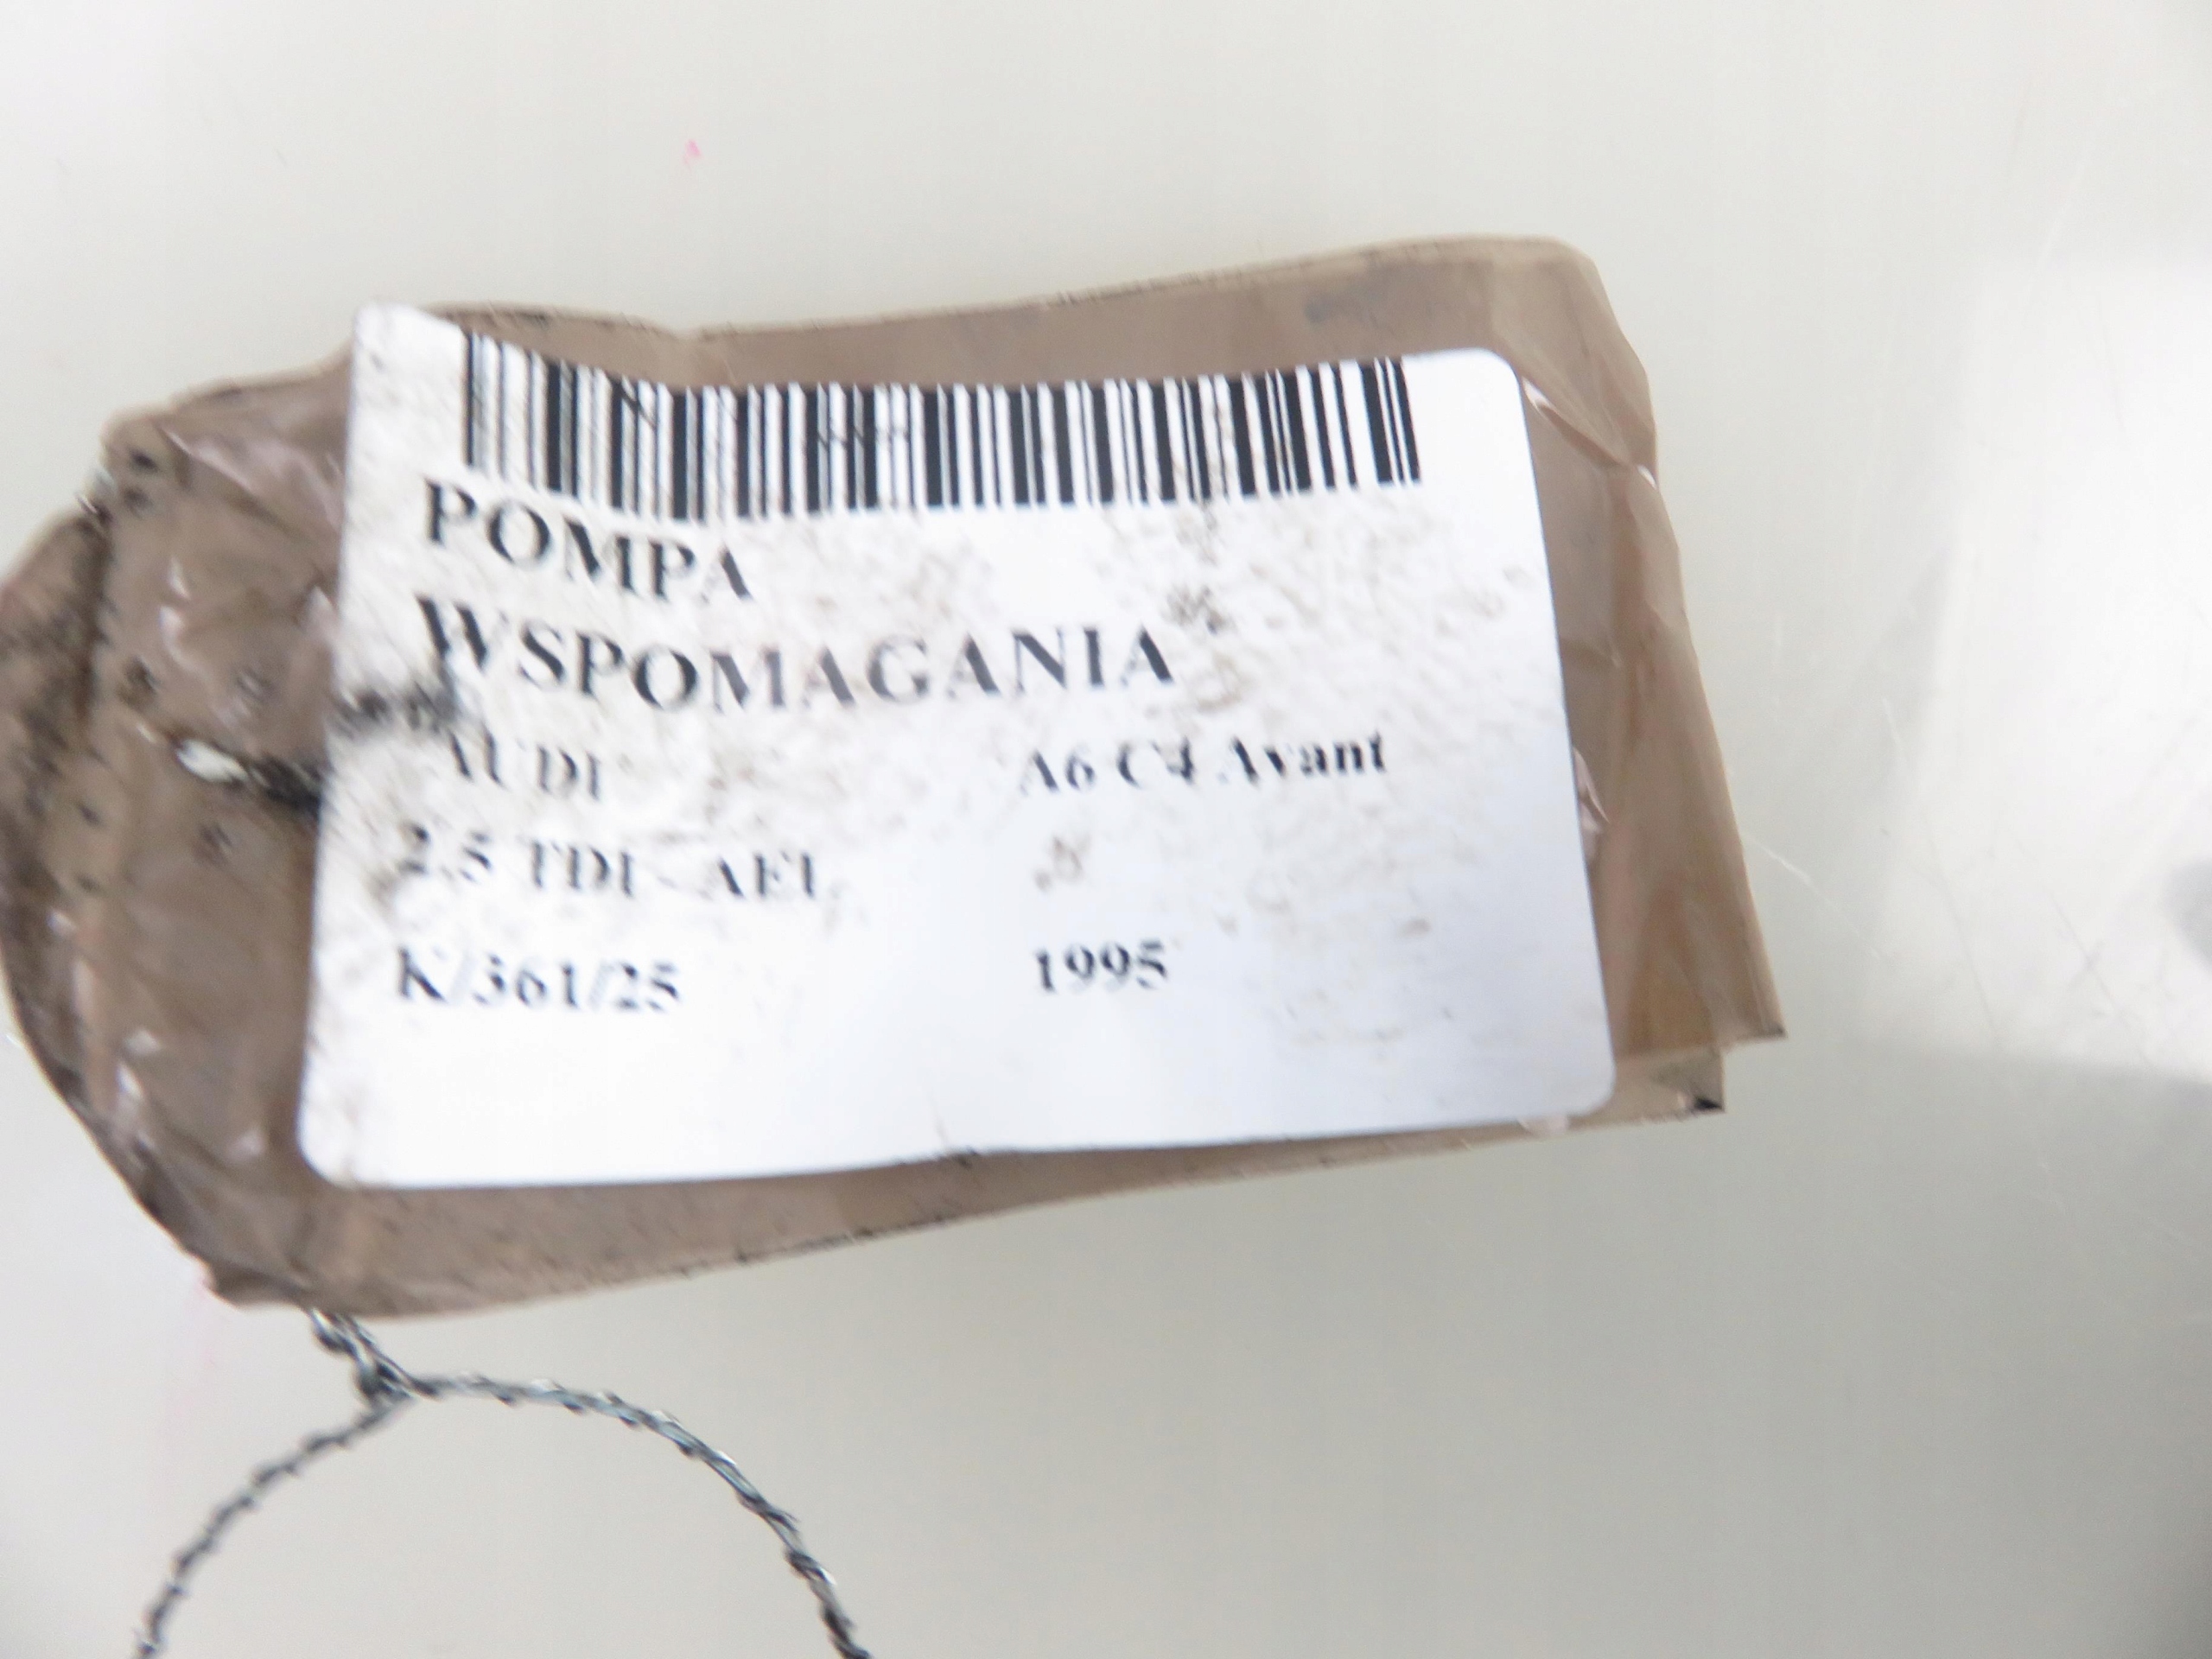 POMPA
WSPOMAGANIA
AUDI A6 C4 Avant
2.5 TDI - AEL
K/361/25 1995